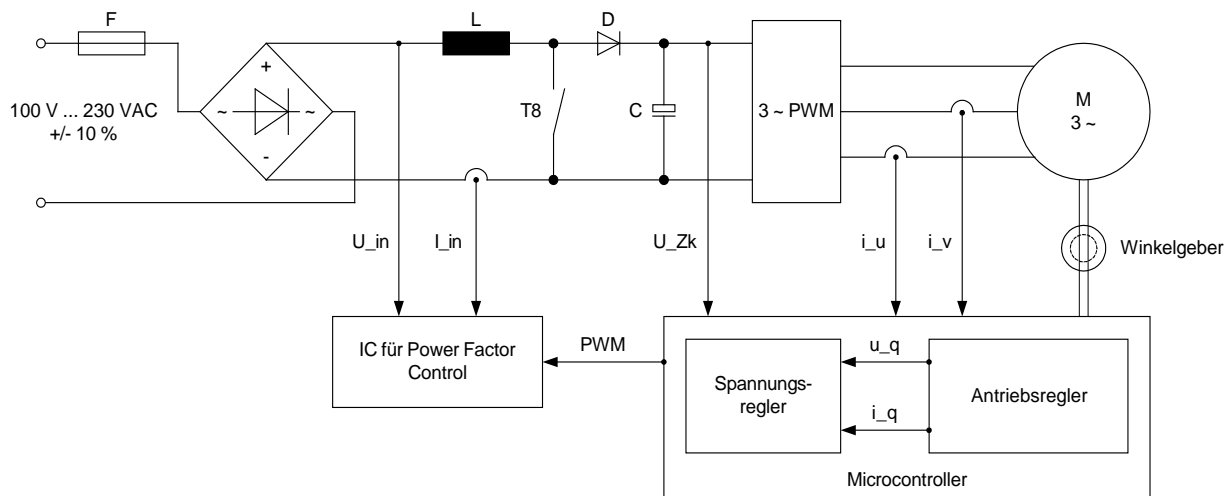 F
L
D
M
3 ~
+
~
~
-
100 V ... 230 VAC
+/- 10 %
T8
C
3 ~ PWM
U_in
I_in
U_Zk
i_u
i_v
Winkelgeber
IC für Power Factor
Control
PWM
Spannungs-
regler
u_q
i_q
Antriebsregler
Microcontroller